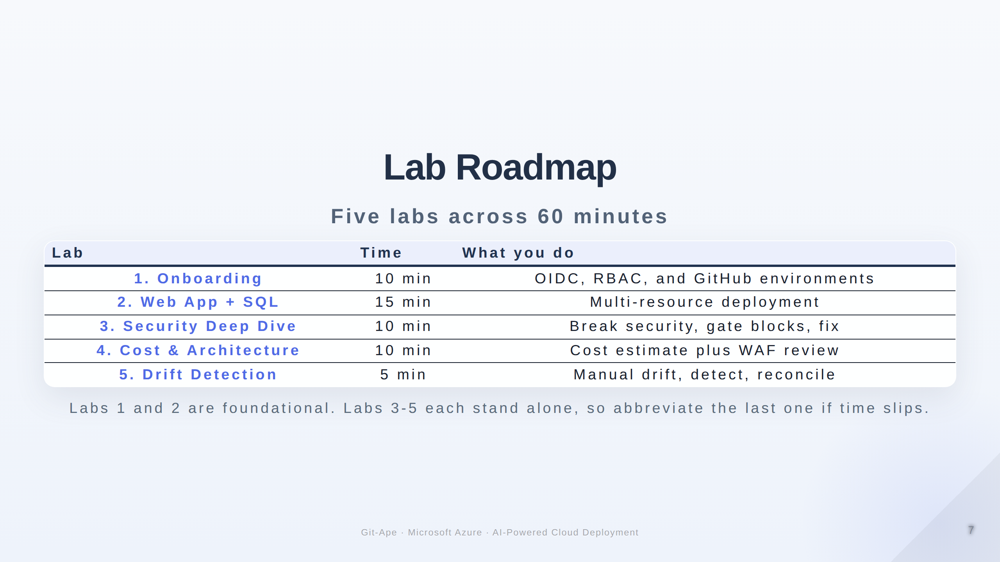 Lab Roadmap
Five labs across 60 minutes
Lab Time What you do
1. Onboarding 10 min OIDC, RBAC, and GitHub environments
2. Web App + SQL 15 min Multi-resource deployment
3. Security Deep Dive 10 min Break security, gate blocks, fix
4. Cost & Architecture 10 min Cost estimate plus WAF review
5. Drift Detection 5 min Manual drift, detect, reconcile
Labs 1 and 2 are foundational. Labs 3-5 each stand alone, so abbreviate the last one if time slips.
Git-Ape · Microsoft Azure · AI-Powered Cloud Deployment
7